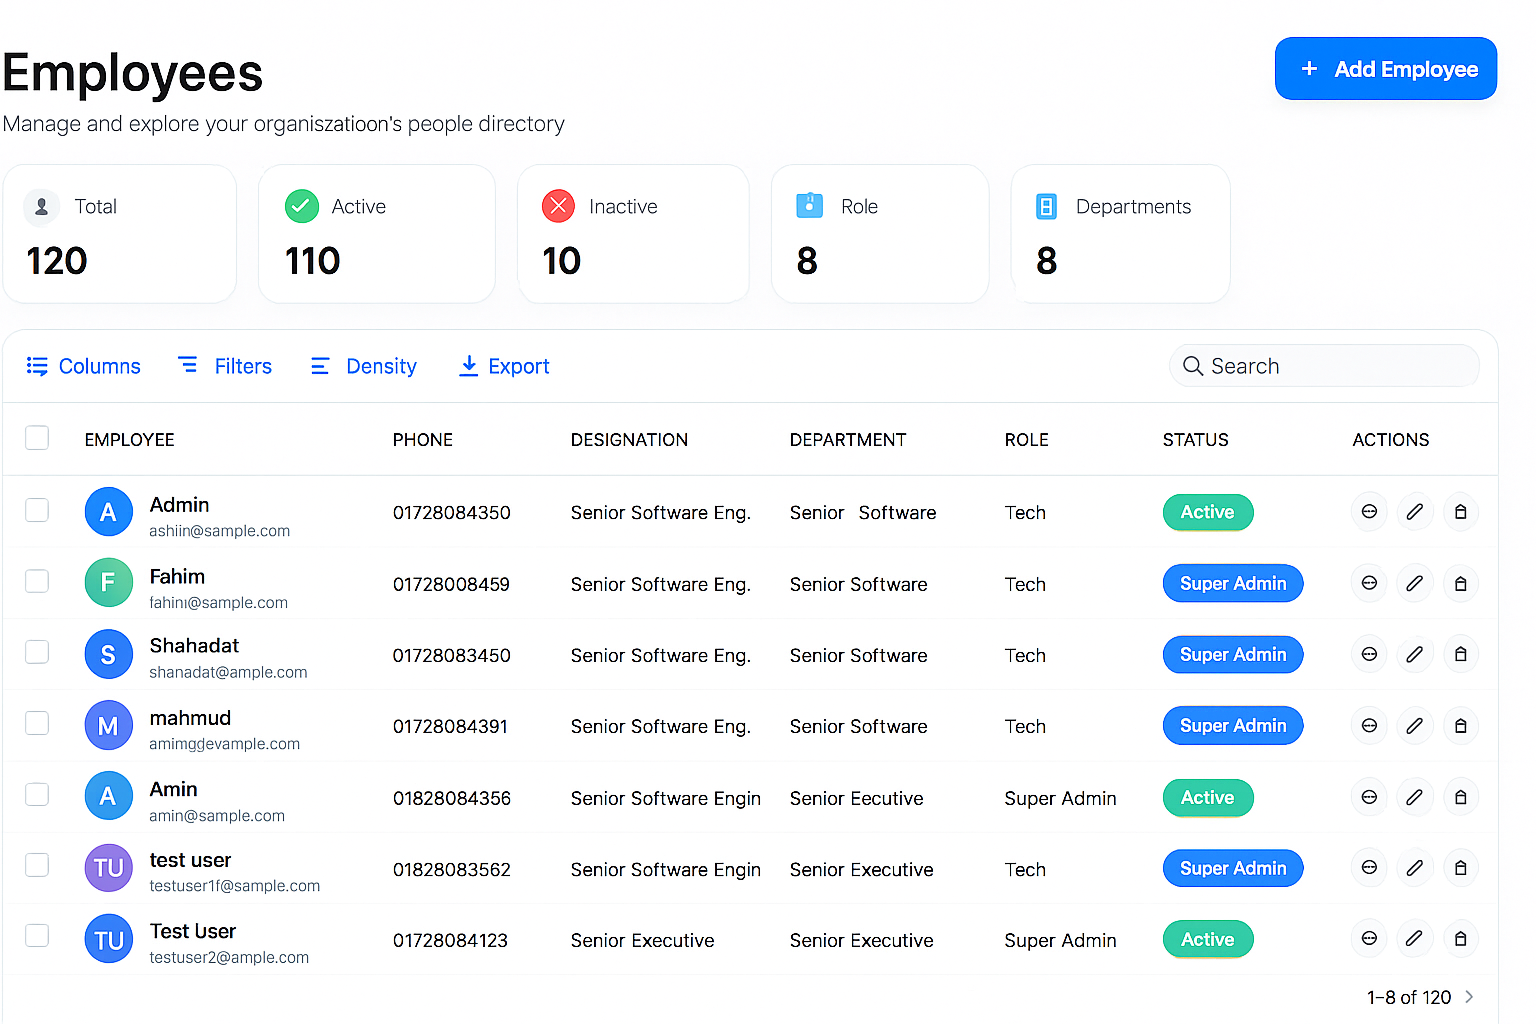 Employees
+ Add Employee
Manage and explore your organiszatioon's people directory
Total Active Inactive Role Departments
120 110 10 8 8
Columns Filters Density Export Search
EMPLOYEE PHONE DESIGNATION DEPARTMENT ROLE STATUS ACTIONS
A Admin 01728084350 Senior Software Eng. Senior Software Tech Active
ashiin@sample.com
F Fahim 01728008459 Senior Software Eng. Senior Software Tech Super Admin
fahinı@sample.com
S Shahadat 01728083450 Senior Software Eng. Senior Software Tech Super Admin
shanadat@ample.com
M mahmud 01728084391 Senior Software Eng. Senior Software Tech Super Admin
amimgdevample.com
A Amin 01828084356 Senior Software Engin Senior Eecutive Super Admin Active
amin@sample.com
TU test user 01828083562 Senior Software Engin Senior Executive Tech Super Admin
testuser1f@sample.com
TU Test User 01728084123 Senior Executive Senior Executive Super Admin Active
testuser2@ample.com
1–8 of 120 >